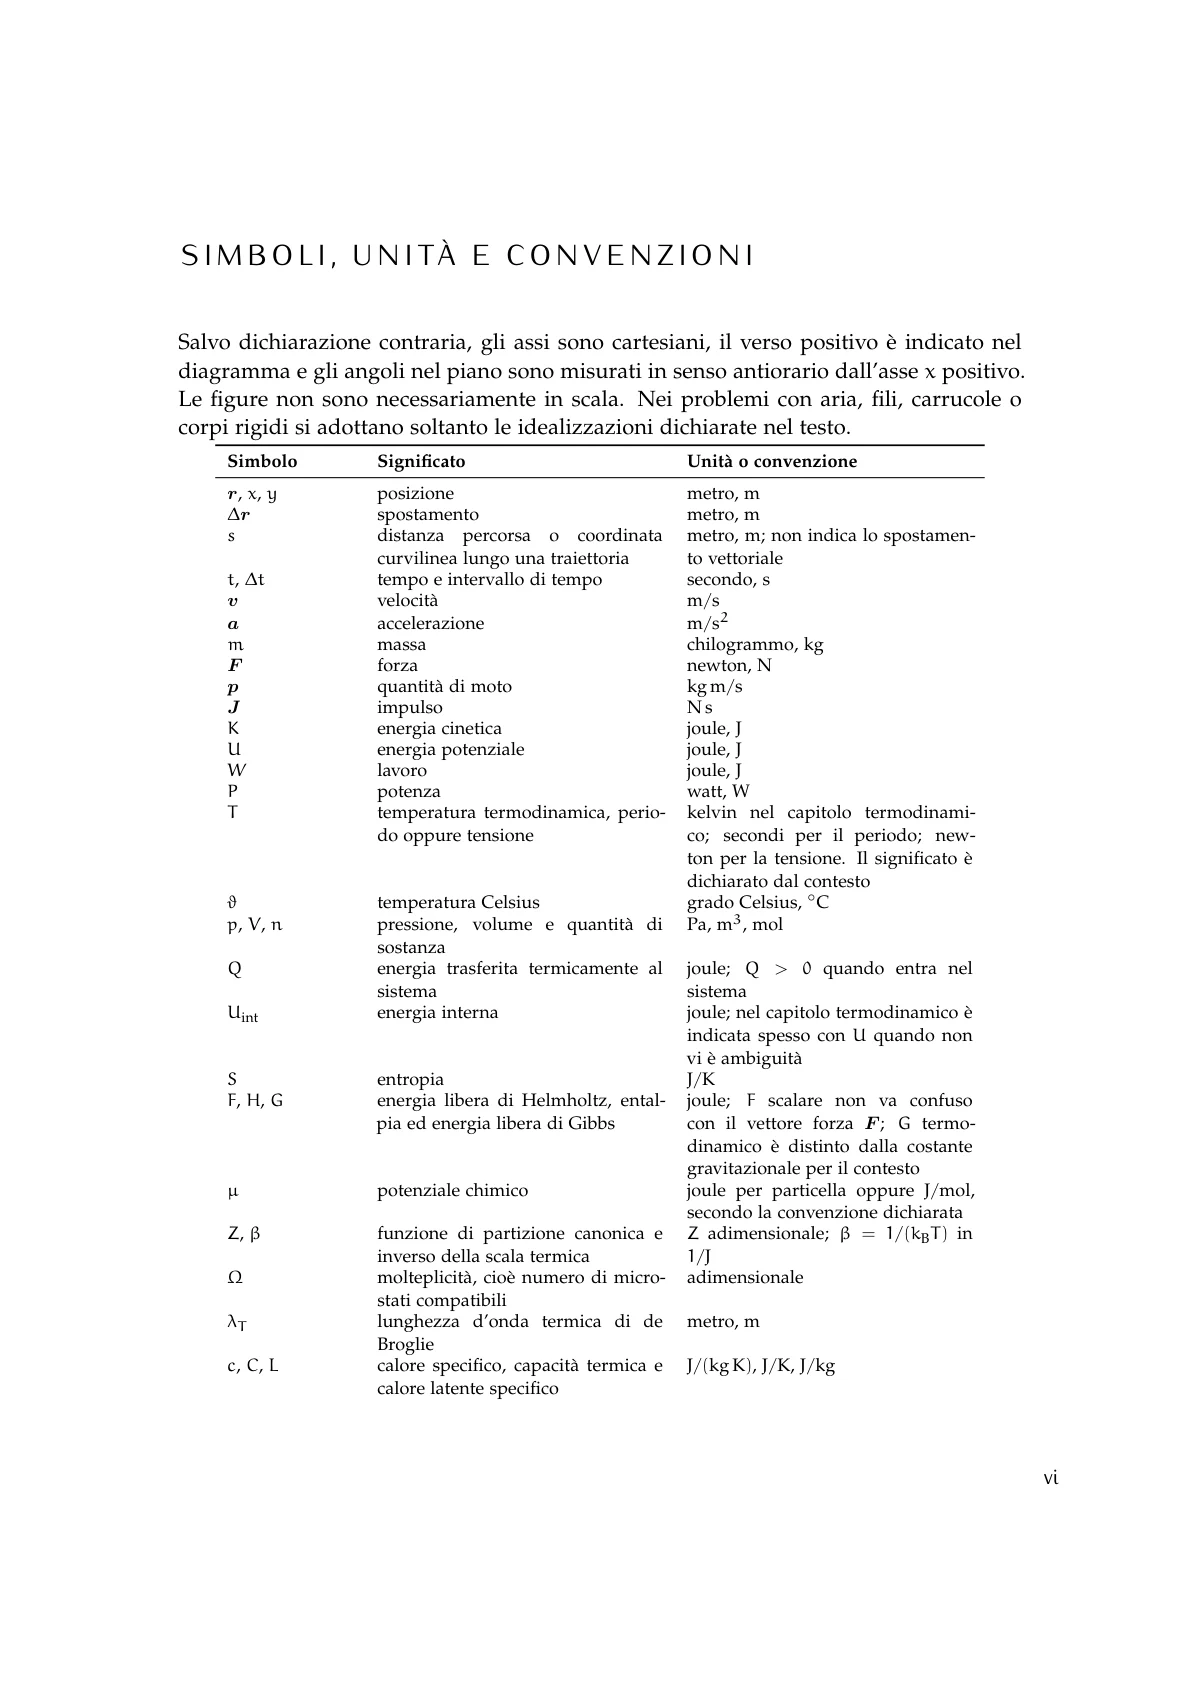 SIMBOLI, UNITÀ E CONVENZIONI
Salvo dichiarazione contraria, gli assi sono cartesiani, il verso positivo è indicato nel
diagramma e gli angoli nel piano sono misurati in senso antiorario dall'asse x positivo.
Le figure non sono necessariamente in scala. Nei problemi con aria, fili, carrucole o
corpi rigidi si adottano soltanto le idealizzazioni dichiarate nel testo.
Simbolo Significato Unità o convenzione
r, x, y posizione metro, m
Δr spostamento metro, m
s distanza percorsa o coordinata metro, m; non indica lo spostamen-
curvilinea lungo una traiettoria to vettoriale
t, Δt tempo e intervallo di tempo secondo, s
v velocità m/s
a accelerazione m/s²
m massa chilogrammo, kg
F forza newton, N
p quantità di moto kg m/s
J impulso N s
K energia cinetica joule, J
U energia potenziale joule, J
W lavoro joule, J
P potenza watt, W
T temperatura termodinamica, perio- kelvin nel capitolo termodinami-
do oppure tensione co; secondi per il periodo; new-
ton per la tensione. Il significato è
dichiarato dal contesto
ϑ temperatura Celsius grado Celsius, °C
p, V, n pressione, volume e quantità di Pa, m³, mol
sostanza
Q energia trasferita termicamente al joule; Q > 0 quando entra nel
sistema sistema
U_int energia interna joule; nel capitolo termodinamico è
indicata spesso con U quando non
vi è ambiguità
S entropia J/K
F, H, G energia libera di Helmholtz, ental- joule; F scalare non va confuso
pia ed energia libera di Gibbs con il vettore forza F; G termo-
dinamico è distinto dalla costante
gravitazionale per il contesto
μ potenziale chimico joule per particella oppure J/mol,
secondo la convenzione dichiarata
Z, β funzione di partizione canonica e Z adimensionale; β = 1/(k_BT) in
inverso della scala termica 1/J
Ω molteplicità, cioè numero di micro- adimensionale
stati compatibili
λ_T lunghezza d'onda termica di de metro, m
Broglie
c, C, L calore specifico, capacità termica e J/(kg K), J/K, J/kg
calore latente specifico
vi